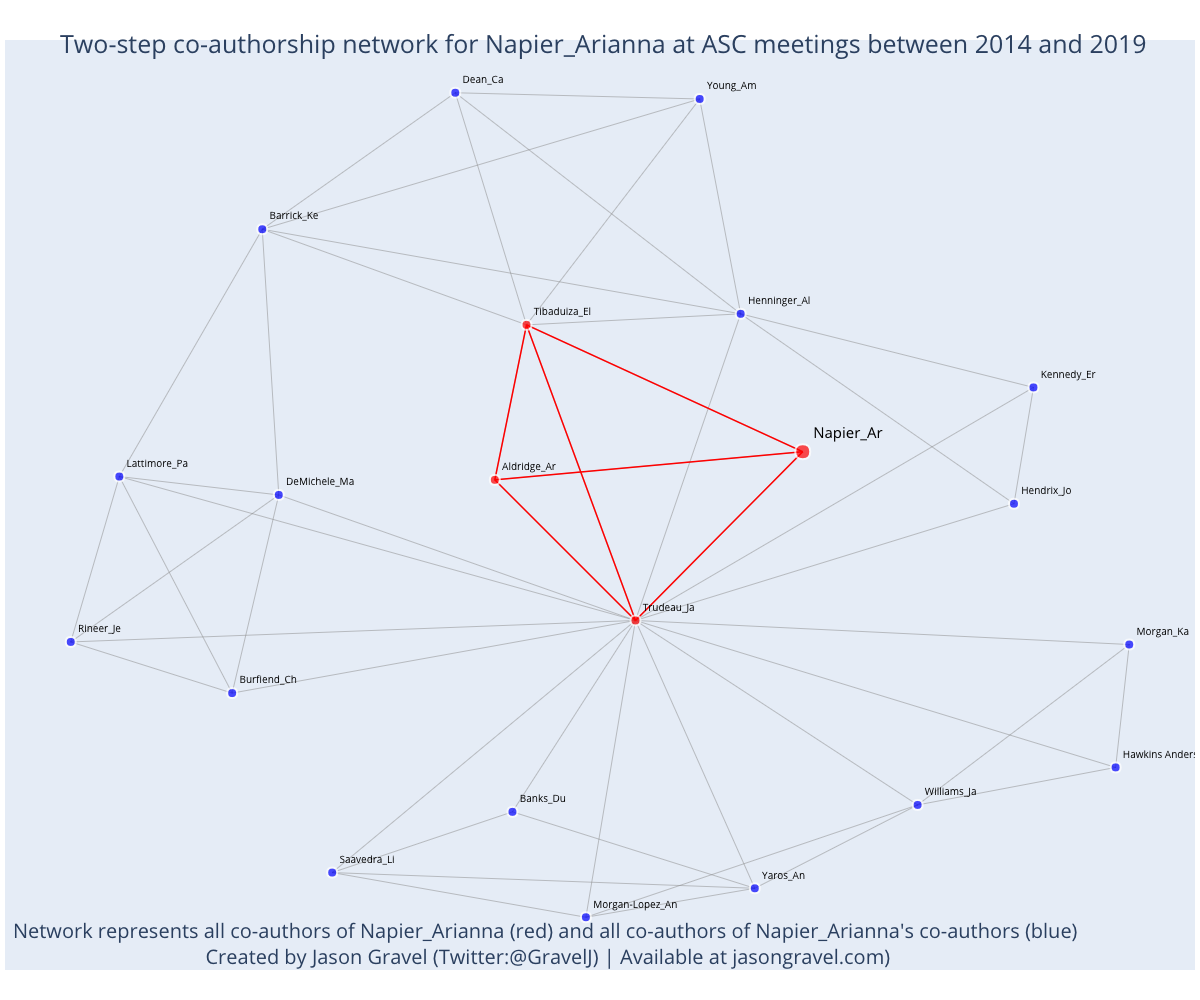 Two-step co-authorship network for Napier_Arianna at ASC meetings between 2014 and 2019
Dean_Ca
Young_Am
Barrick_Ke
Tibaduiza_El
Henninger_Al
Kennedy_Er
Napier_Ar
Lattimore_Pa
Aldridge_Ar
DeMichele_Ma
Hendrix_Jo
Trudeau_Ja
Rineer_Je
Morgan_Ka
Burfiend_Ch
Hawkins Anders
Williams_Ja
Banks_Du
Saavedra_Li
Yaros_An
Morgan-Lopez_An
Network represents all co-authors of Napier_Arianna (red) and all co-authors of Napier_Arianna's co-authors (blue)
Created by Jason Gravel (Twitter:@GravelJ) | Available at jasongravel.com)